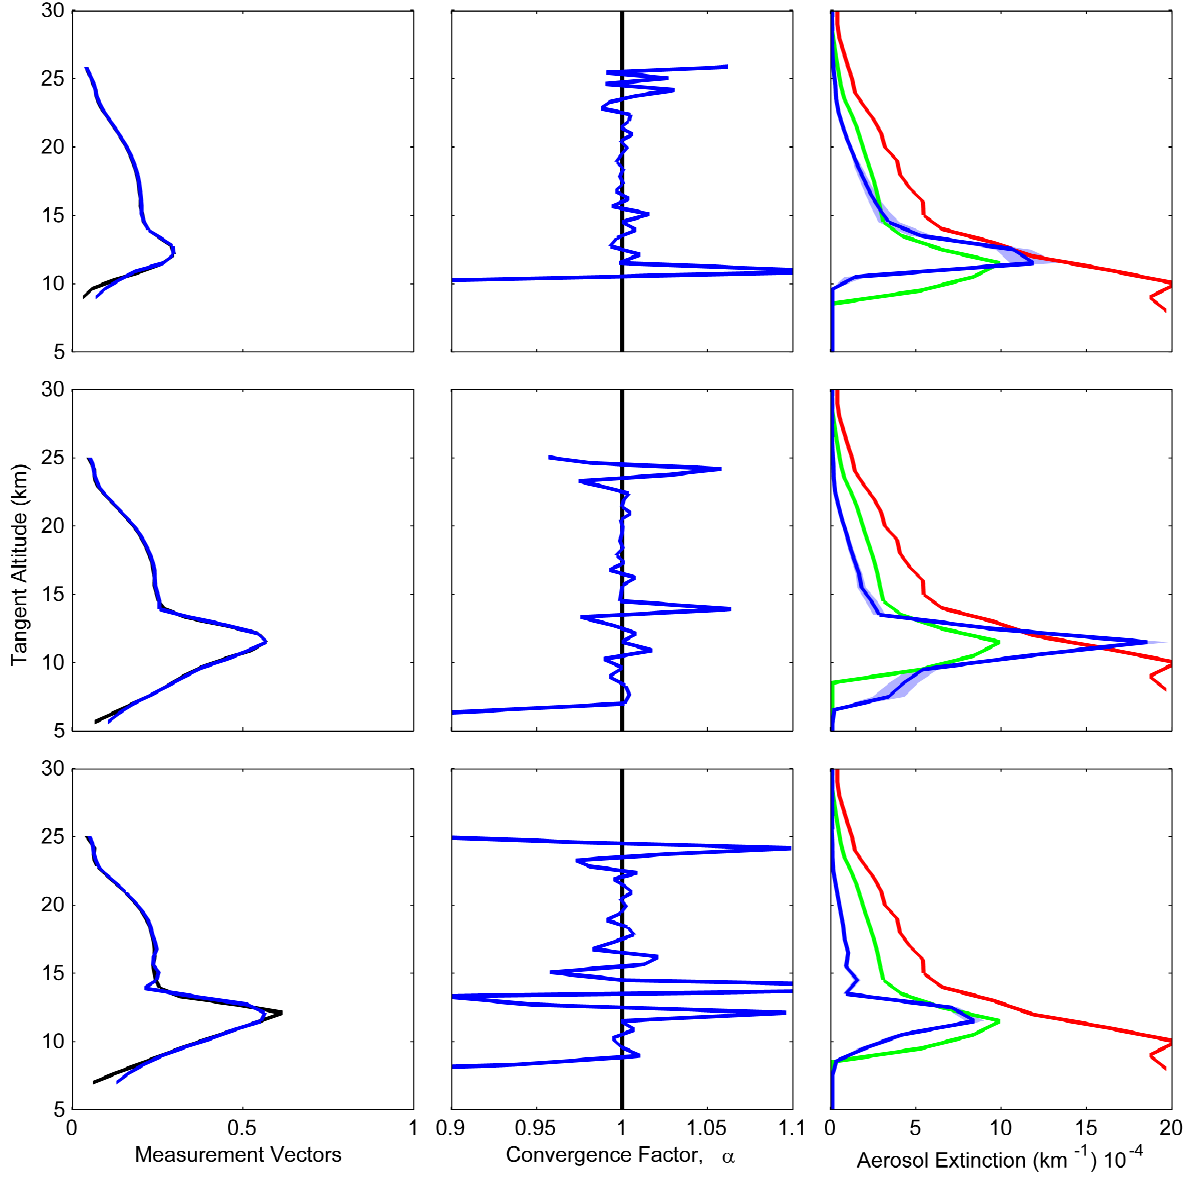 30
25
20
15
10
5
30
25
20
15
10
5
30
25
20
15
10
5
Tangent Altitude (km)
0 0.5 1
0.9 0.95 1 1.05 1.1
0 5 10 15 20
Measurement Vectors
Convergence Factor, α
Aerosol Extinction (km -1) 10-4